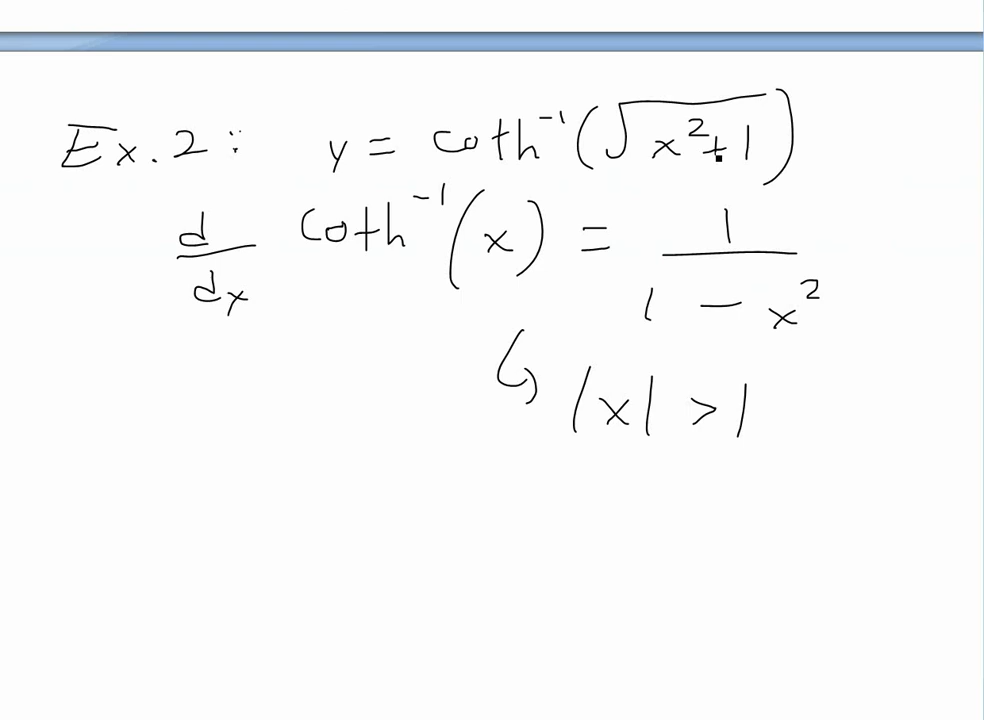 Ex. 2 : y = coth⁻¹(√(x²+1))
d/dx coth⁻¹(x) = 1/(1 − x²)
↳ |x| > 1